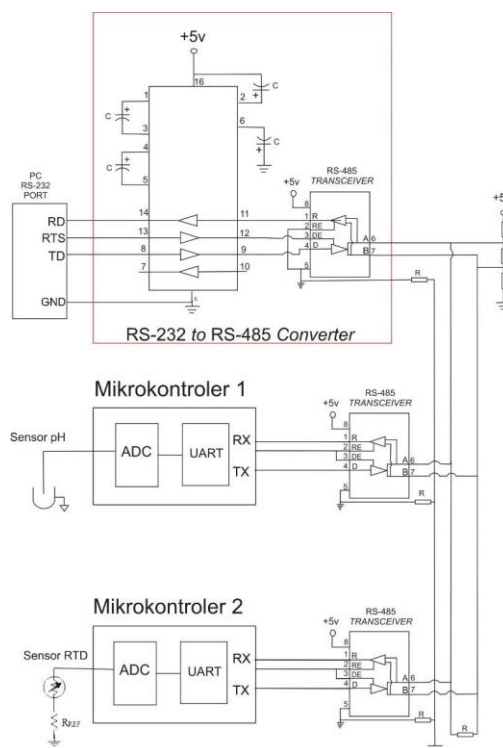 +5v
16
1
2
C
C
3
6
4
C
C
5
PC
RS-232
PORT
RS-485
TRANSCEIVER
+5v
8
RD
14
11
1
R
2
RE
A
6
RTS
13
12
3
DE
B
7
TD
8
9
4
D
7
10
5
GND
R
+5v
RS-232 to RS-485 Converter
Mikrokontroler 1
RS-485
TRANSCEIVER
+5v
8
Sensor pH
ADC
UART
RX
TX
1
R
2
RE
3
DE
4
D
A
6
B
7
5
R
Mikrokontroler 2
RS-485
TRANSCEIVER
+5v
8
Sensor RTD
ADC
UART
RX
TX
1
R
2
RE
3
DE
4
D
A
6
B
7
5
RREF
R
R